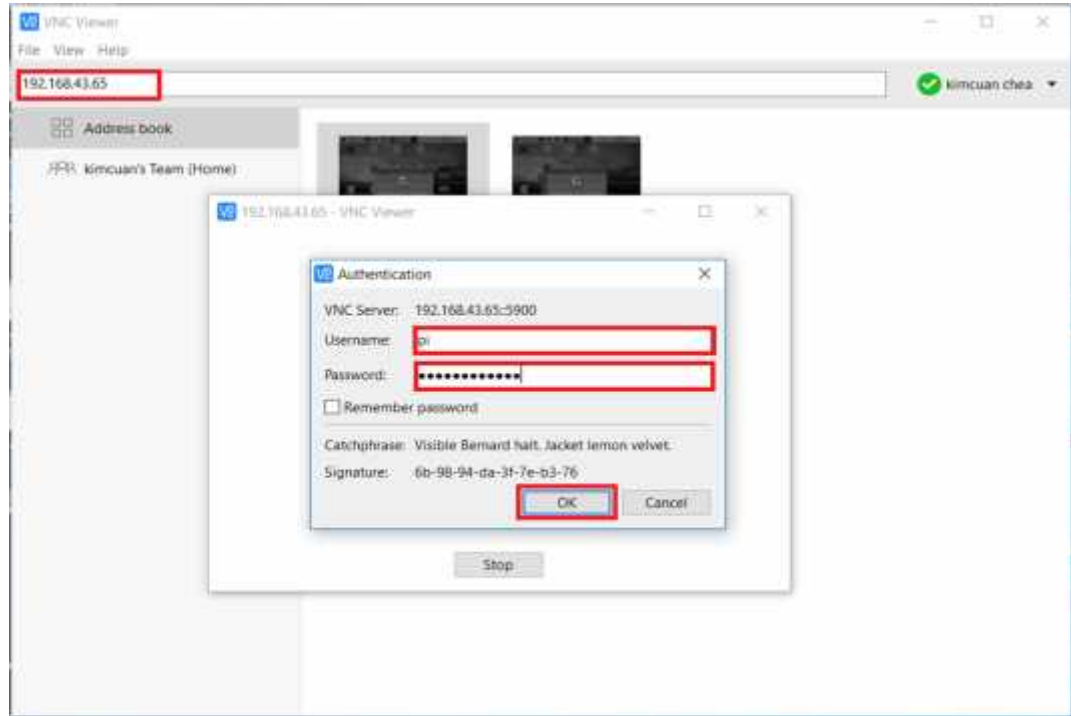 VNC Viewer
File View Help
192.168.43.65
kimcuan chea
Address book
kimcuan's Team (Home)
192.168.43.65 - VNC Viewer
Authentication
VNC Server: 192.168.43.65::5900
Username: pi
Password: ●●●●●●●●●●●●
Remember password
Catchphrase: Visible Bernard halt. Jacket lemon velvet.
Signature: 6b-98-94-da-3f-7e-b3-76
OK Cancel
Stop